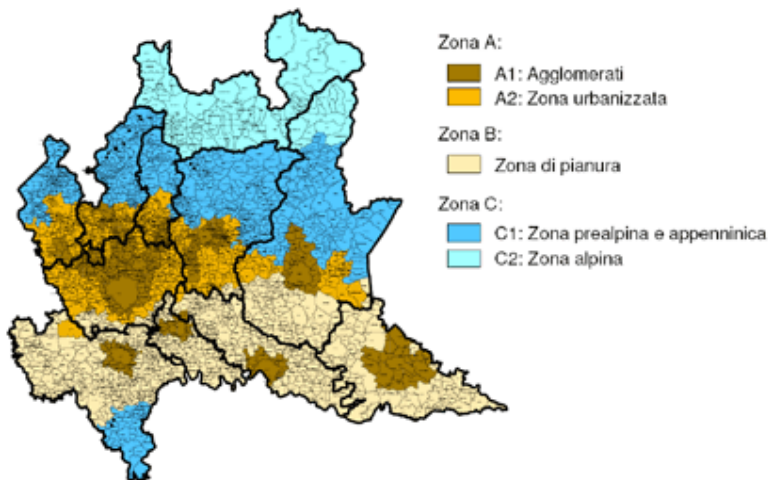 Zona A:
A1: Agglomerati
A2: Zona urbanizzata
Zona B:
Zona di pianura
Zona C:
C1: Zona prealpina e appenninica
C2: Zona alpina